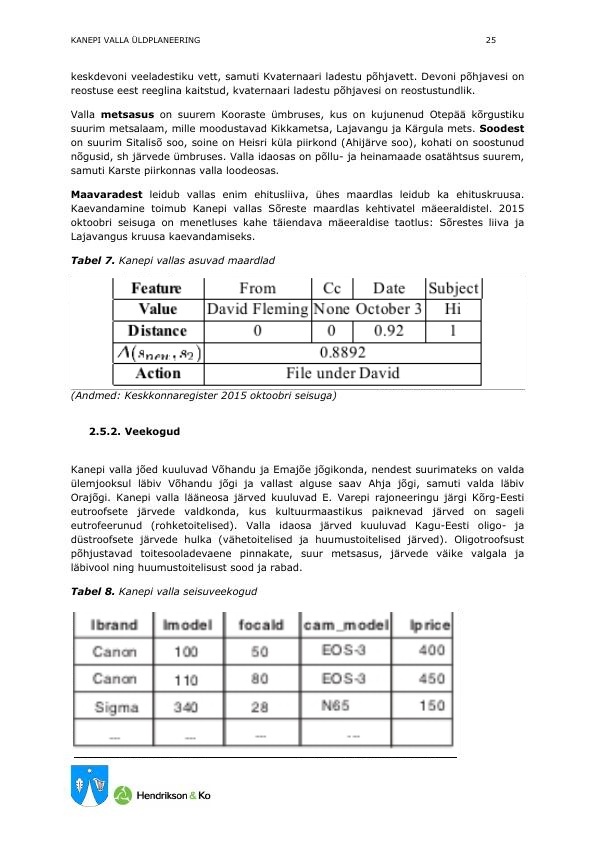 KANEPI VALLA ÜLDPLANEERING 25
keskdevoni veeladestiku vett, samuti Kvaternaari ladestu põhjavett. Devoni põhjavesi on
reostuse eest reeglina kaitstud, kvaternaari ladestu põhjavesi on reostustundlik.
Valla metsasus on suurem Kooraste ümbruses, kus on kujunenud Otepää kõrgustiku
suurim metsalaam, mille moodustavad Kikkametsa, Lajavangu ja Kärgula mets. Soodest
on suurim Sitalisõ soo, soine on Heisri küla piirkond (Ahijärve soo), kohati on soostunud
nõgusid, sh järvede ümbruses. Valla idaosas on põllu- ja heinamaade osatähtsus suurem,
samuti Karste piirkonnas valla loodeosas.
Maavaradest leidub vallas enim ehitusliiva, ühes maardlas leidub ka ehituskruusa.
Kaevandamine toimub Kanepi vallas Sõreste maardlas kehtivatel mäeeraldistel. 2015
oktoobri seisuga on menetluses kahe täiendava mäeeraldise taotlus: Sõrestes liiva ja
Lajavangus kruusa kaevandamiseks.
Tabel 7. Kanepi vallas asuvad maardlad
Feature From Cc Date Subject
Value David Fleming None October 3 Hi
Distance 0 0 0.92 1
Λ(s_new, s_2) 0.8892
Action File under David
(Andmed: Keskkonnaregister 2015 oktoobri seisuga)
2.5.2. Veekogud
Kanepi valla jõed kuuluvad Võhandu ja Emajõe jõgikonda, nendest suurimateks on valda
ülemjooksul läbiv Võhandu jõgi ja vallast alguse saav Ahja jõgi, samuti valda läbiv
Orajõgi. Kanepi valla lääneosa järved kuuluvad E. Varepi rajoneeringu järgi Kõrg-Eesti
eutroofsete järvede valdkonda, kus kultuurmaastikus paiknevad järved on sageli
eutrofeerunud (rohketoitelised). Valla idaosa järved kuuluvad Kagu-Eesti oligo- ja
düstroofsete järvede hulka (vähetoitelised ja huumustoitelised järved). Oligotroofsust
põhjustavad toitesooladevaene pinnakate, suur metsasus, järvede väike valgala ja
läbivool ning huumustoitelisust sood ja rabad.
Tabel 8. Kanepi valla seisuveekogud
lbrand lmodel focald cam_model lprice
Canon 100 50 EOS-3 400
Canon 110 80 EOS-3 450
Sigma 340 28 N65 150
... ... ... ...
Hendrikson & Ko